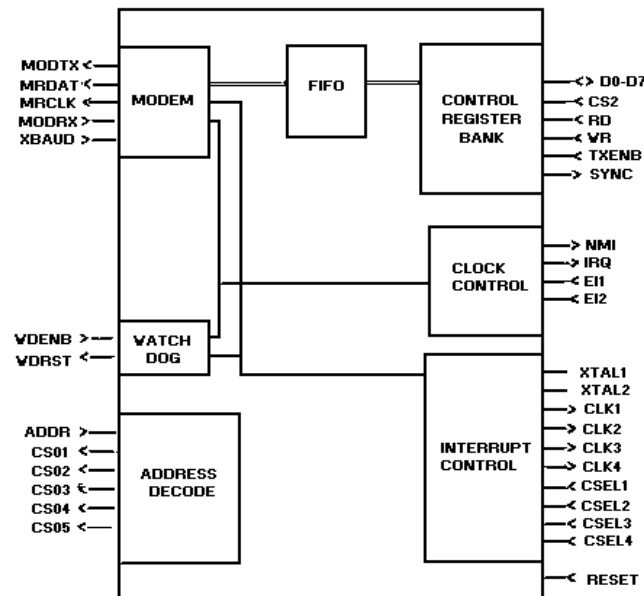 MODTX
MRDAT
MRCLK
MODRX
XBAUD
MODEM
FIFO
CONTROL
REGISTER
BANK
D0-D7
CS2
RD
WR
TXENB
SYNC
CLOCK
CONTROL
NMI
IRQ
EI1
EI2
WDENB
WDRST
WATCH
DOG
ADDR
CS01
CS02
CS03
CS04
CS05
ADDRESS
DECODE
INTERRUPT
CONTROL
XTAL1
XTAL2
CLK1
CLK2
CLK3
CLK4
CSEL1
CSEL2
CSEL3
CSEL4
RESET